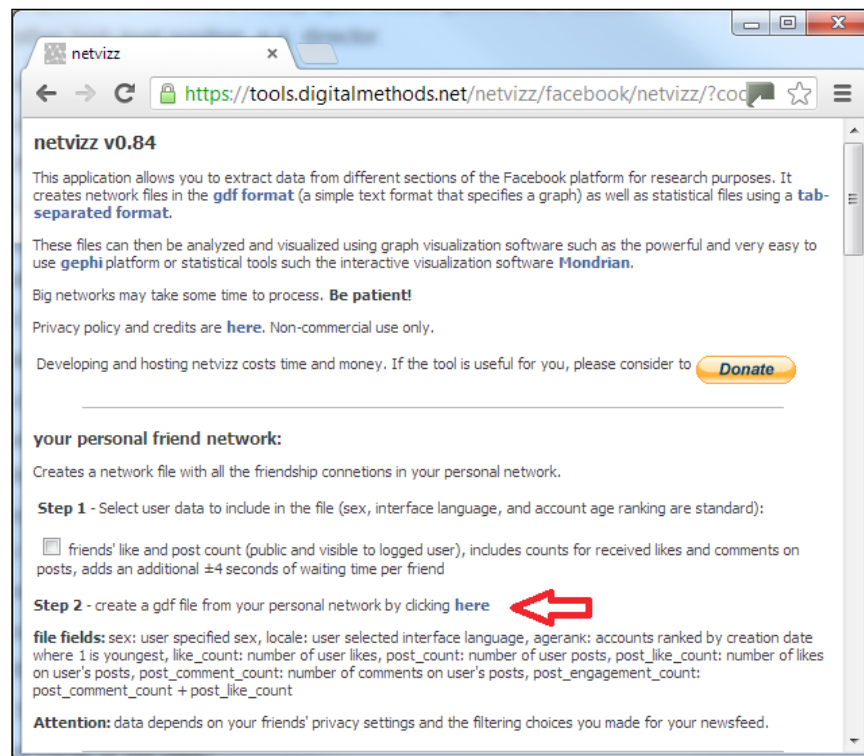 director
netvizz
https://tools.digitalmethods.net/netvizz/facebook/netvizz/?coc
netvizz v0.84
This application allows you to extract data from different sections of the Facebook platform for research purposes. It
creates network files in the gdf format (a simple text format that specifies a graph) as well as statistical files using a tab-
separated format.
These files can then be analyzed and visualized using graph visualization software such as the powerful and very easy to
use gephi platform or statistical tools such the interactive visualization software Mondrian.
Big networks may take some time to process. Be patient!
Privacy policy and credits are here. Non-commercial use only.
Developing and hosting netvizz costs time and money. If the tool is useful for you, please consider to Donate
your personal friend network:
Creates a network file with all the friendship connetions in your personal network.
Step 1 - Select user data to include in the file (sex, interface language, and account age ranking are standard):
friends' like and post count (public and visible to logged user), includes counts for received likes and comments on
posts, adds an additional ±4 seconds of waiting time per friend
Step 2 - create a gdf file from your personal network by clicking here
file fields: sex: user specified sex, locale: user selected interface language, agerank: accounts ranked by creation date
where 1 is youngest, like_count: number of user likes, post_count: number of user posts, post_like_count: number of likes
on user's posts, post_comment_count: number of comments on user's posts, post_engagement_count:
post_comment_count + post_like_count
Attention: data depends on your friends' privacy settings and the filtering choices you made for your newsfeed.